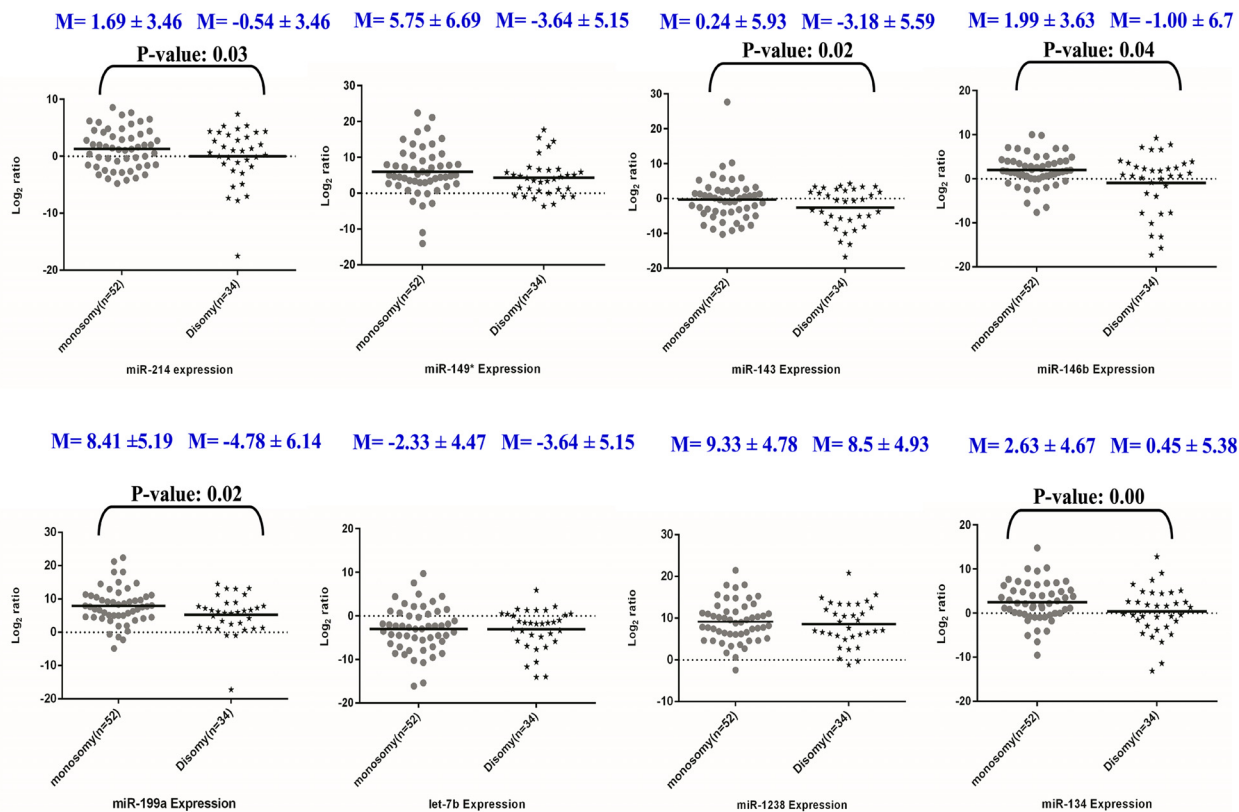 M= 1.69 ± 3.46 M= -0.54 ± 3.46
P-value: 0.03
10
0
-10
-20
Log2 ratio
monosomy(n=52)
Disomy(n=34)
miR-214 expression
M= 5.75 ± 6.69 M= -3.64 ± 5.15
30
20
10
0
-10
-20
Log2 ratio
monosomy(n=52)
Disomy(n=34)
miR-149* Expression
M= 0.24 ± 5.93 M= -3.18 ± 5.59
P-value: 0.02
30
20
10
0
-10
-20
Log2 ratio
monosomy(n=52)
Disomy(n=34)
miR-143 Expression
M= 1.99 ± 3.63 M= -1.00 ± 6.7
P-value: 0.04
20
10
0
-10
-20
Log2 ratio
monosomy(n=52)
Disomy(n=34)
miR-146b Expression
M= 8.41 ±5.19 M= -4.78 ± 6.14
P-value: 0.02
30
20
10
0
-10
-20
Log2 ratio
monosomy(n=52)
Disomy(n=34)
miR-199a Expression
M= -2.33 ± 4.47 M= -3.64 ± 5.15
20
10
0
-10
-20
Log2 ratio
monosomy(n=52)
Disomy(n=34)
let-7b Expression
M= 9.33 ± 4.78 M= 8.5 ± 4.93
30
20
10
0
-10
Log2 ratio
monosomy(n=52)
Disomy(n=34)
miR-1238 Expression
M= 2.63 ± 4.67 M= 0.45 ± 5.38
P-value: 0.00
20
10
0
-10
-20
Log2 ratio
monosomy(n=52)
Disomy(n=34)
miR-134 Expression